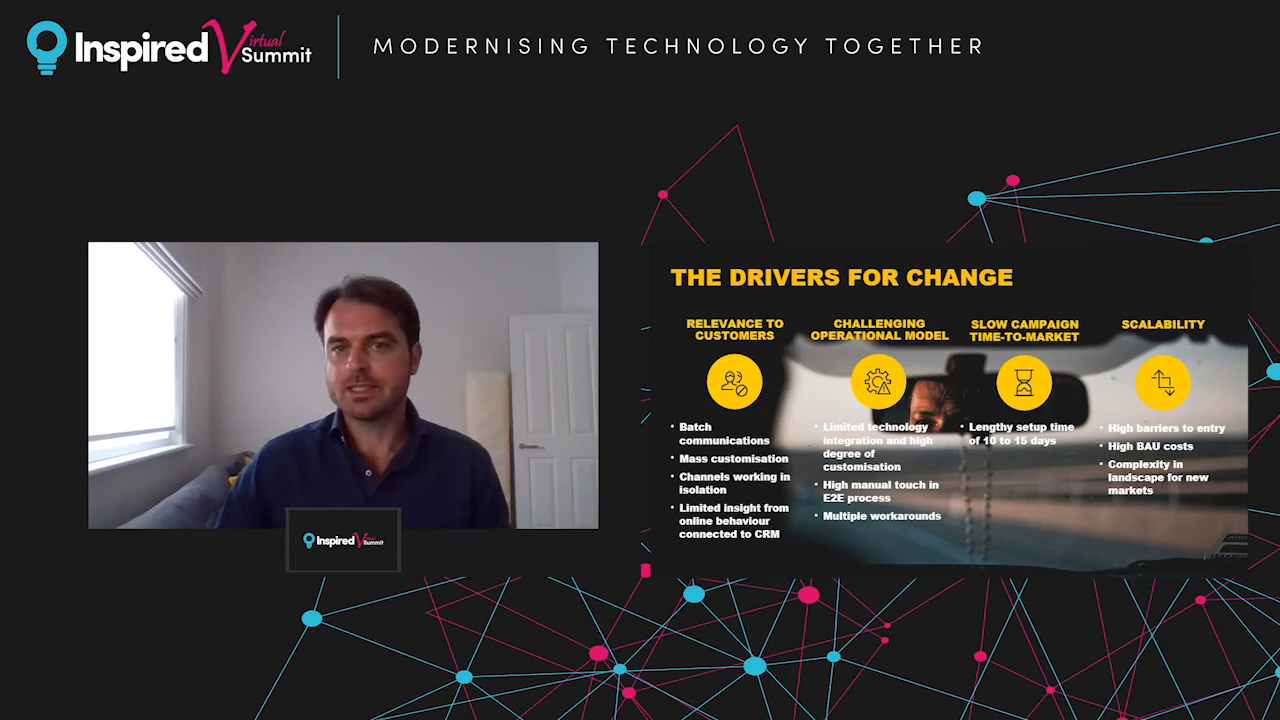 Inspired Virtual Summit
MODERNISING TECHNOLOGY TOGETHER
THE DRIVERS FOR CHANGE
RELEVANCE TO
CUSTOMERS
• Batch
communications
• Mass customisation
• Channels working in
isolation
• Limited insight from
online behaviour
connected to CRM
CHALLENGING
OPERATIONAL MODEL
• Limited technology
integration and high
degree of
customisation
• High manual touch in
E2E process
• Multiple workarounds
SLOW CAMPAIGN
TIME-TO-MARKET
• Lengthy setup time
of 10 to 15 days
SCALABILITY
• High barriers to entry
• High BAU costs
• Complexity in
landscape for new
markets
Inspired Virtual Summit